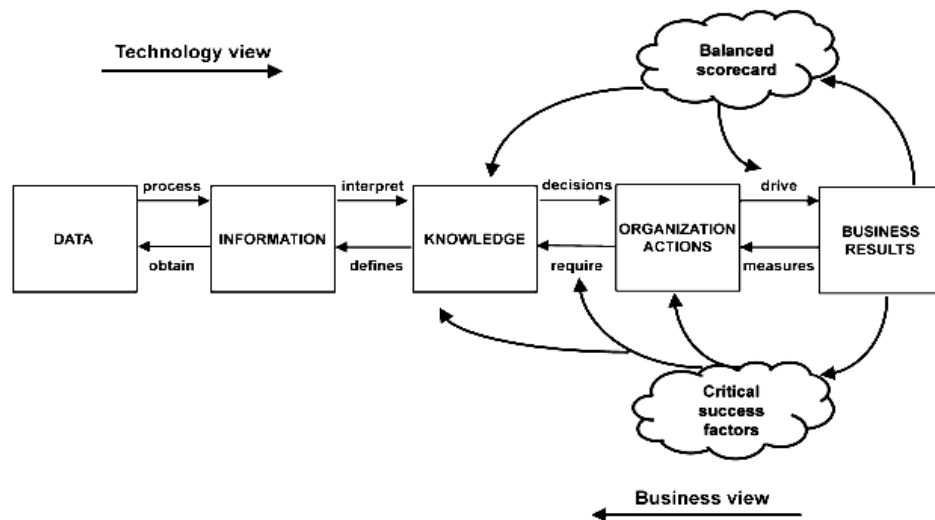 Technology view
Balanced
scorecard
process
interpret
decisions
drive
DATA
INFORMATION
KNOWLEDGE
ORGANIZATION
ACTIONS
BUSINESS
RESULTS
obtain
defines
require
measures
Critical
success
factors
Business view